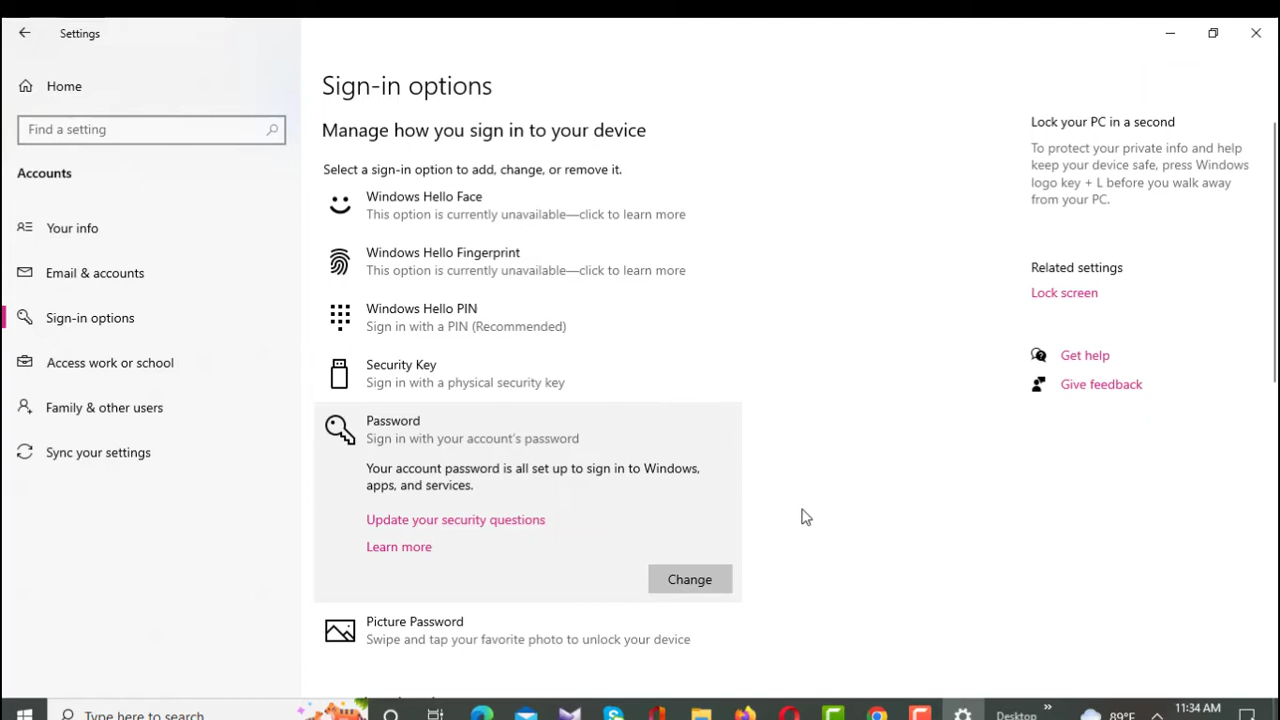 Settings
Home
Find a setting
Accounts
Your info
Email & accounts
Sign-in options
Access work or school
Family & other users
Sync your settings
Sign-in options
Manage how you sign in to your device
Select a sign-in option to add, change, or remove it.
Windows Hello Face
This option is currently unavailable—click to learn more
Windows Hello Fingerprint
This option is currently unavailable—click to learn more
Windows Hello PIN
Sign in with a PIN (Recommended)
Security Key
Sign in with a physical security key
Password
Sign in with your account's password
Your account password is all set up to sign in to Windows,
apps, and services.
Update your security questions
Learn more
Change
Picture Password
Swipe and tap your favorite photo to unlock your device
Lock your PC in a second
To protect your private info and help
keep your device safe, press Windows
logo key + L before you walk away
from your PC.
Related settings
Lock screen
Get help
Give feedback
Type here to search
Desktop
89°F
11:34 AM